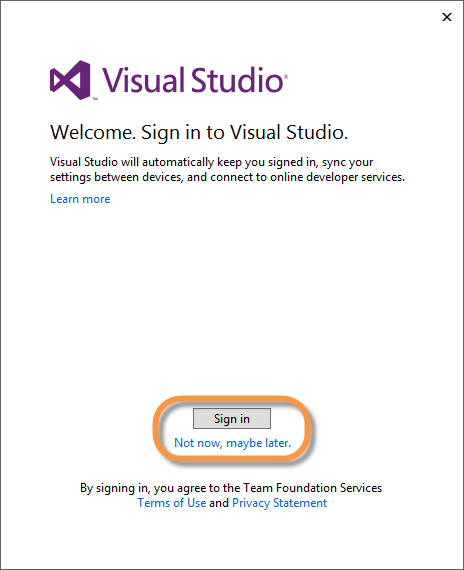 Visual Studio®
Welcome. Sign in to Visual Studio.
Visual Studio will automatically keep you signed in, sync your
settings between devices, and connect to online developer services.
Learn more
Sign in
Not now, maybe later.
By signing in, you agree to the Team Foundation Services
Terms of Use and Privacy Statement